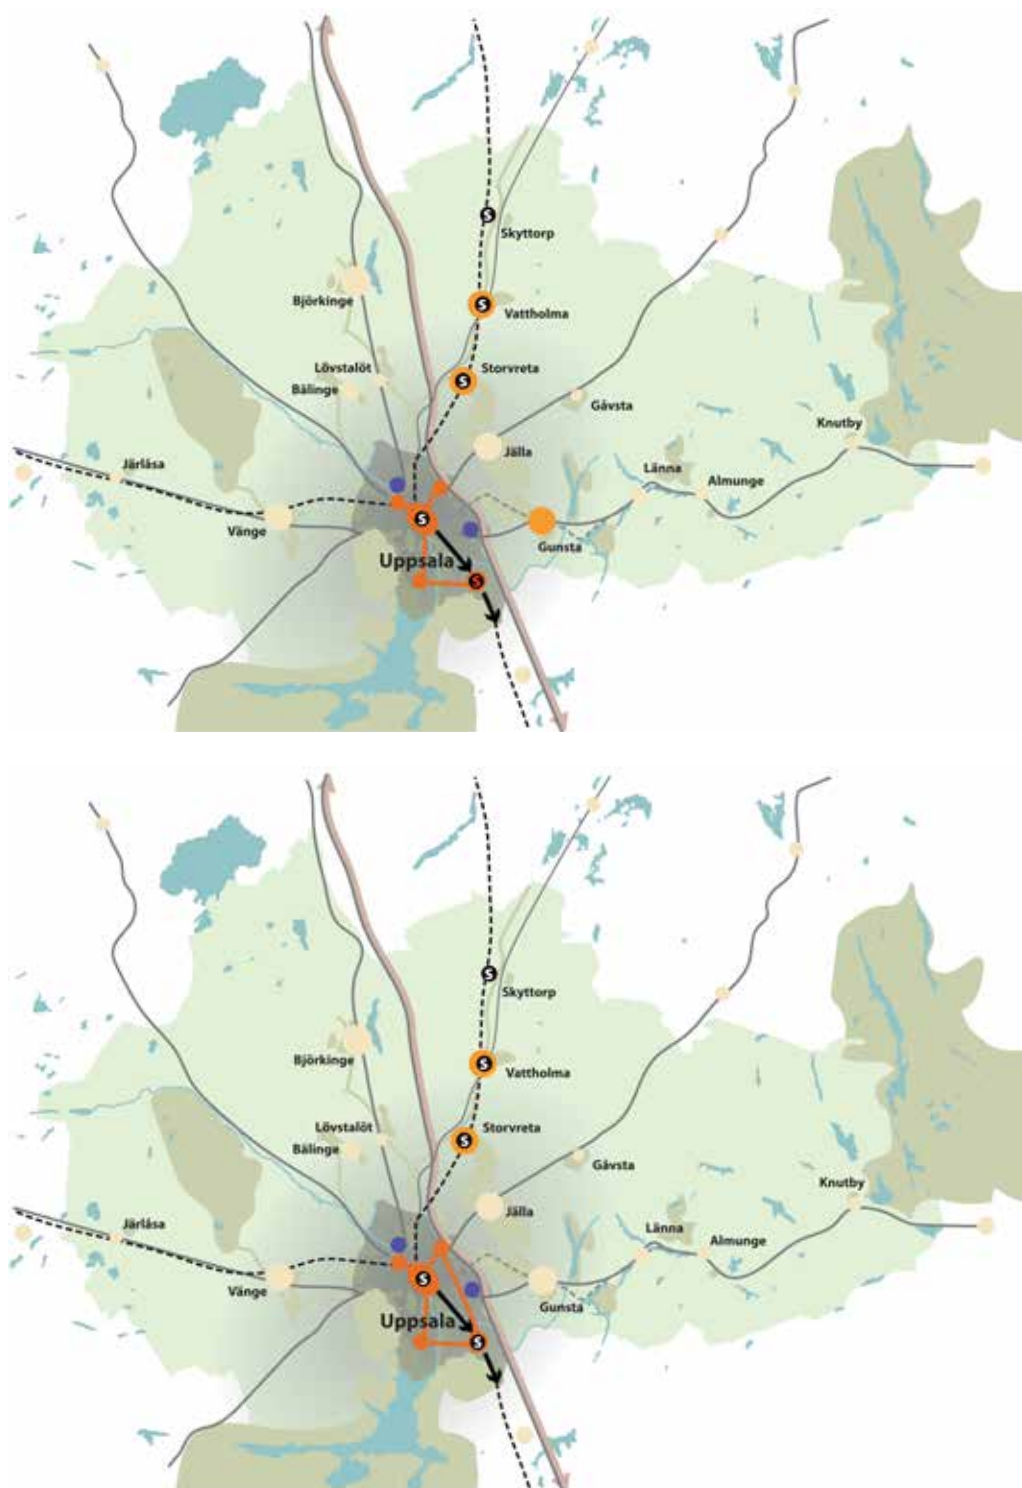 S
Skyttorp
S
Björkinge
Vattholma
Lövstalöt
Storvreta
S
Bälinge
Gåvsta
Knutby
Jälla
Järlåsa
Länna
Almunge
S
Vänge
Gunsta
Uppsala
S
S
Skyttorp
Björkinge
S
Vattholma
Lövstalöt
Storvreta
S
Bälinge
Gåvsta
Knutby
Jälla
Järlåsa
Länna
Almunge
S
Vänge
Gunsta
Uppsala
S